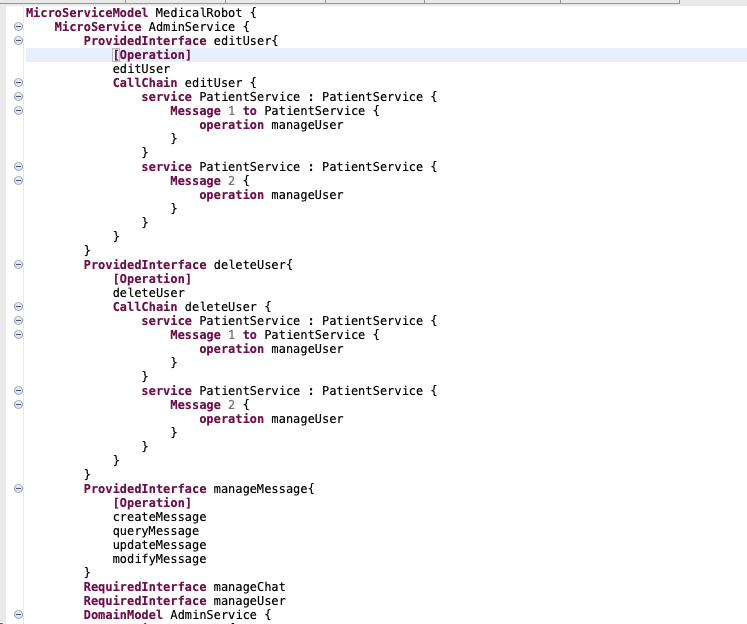 MicroServiceModel MedicalRobot {
MicroService AdminService {
ProvidedInterface editUser{
[Operation]
editUser
CallChain editUser {
service PatientService : PatientService {
Message 1 to PatientService {
operation manageUser
}
}
service PatientService : PatientService {
Message 2 {
operation manageUser
}
}
}
}
ProvidedInterface deleteUser{
[Operation]
deleteUser
CallChain deleteUser {
service PatientService : PatientService {
Message 1 to PatientService {
operation manageUser
}
}
service PatientService : PatientService {
Message 2 {
operation manageUser
}
}
}
}
ProvidedInterface manageMessage{
[Operation]
createMessage
queryMessage
updateMessage
modifyMessage
}
RequiredInterface manageChat
RequiredInterface manageUser
DomainModel AdminService {